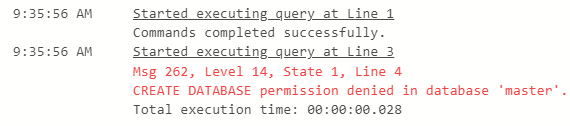 9:35:56 AM Started executing query at Line 1
Commands completed successfully.
9:35:56 AM Started executing query at Line 3
Msg 262, Level 14, State 1, Line 4
CREATE DATABASE permission denied in database 'master'.
Total execution time: 00:00:00.028